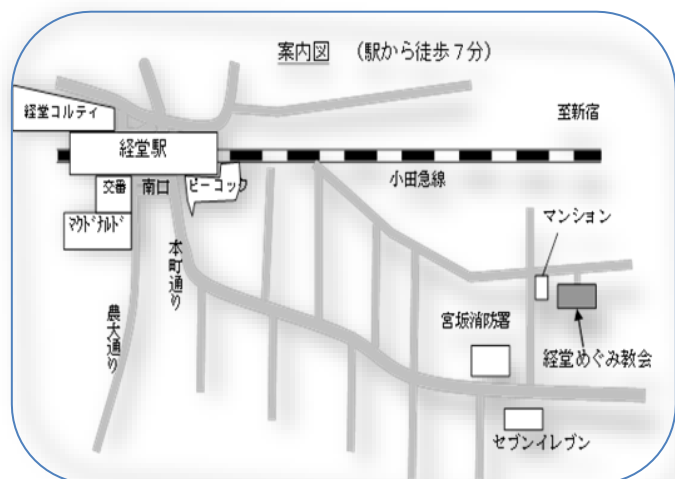 案内図 （駅から徒歩７分）
経堂コルティ
至新宿
経堂駅
小田急線
交番
南口
ピーコック
マクドナルド
マンション
本町通り
農大通り
宮坂消防署
経堂めぐみ教会
セブンイレブン